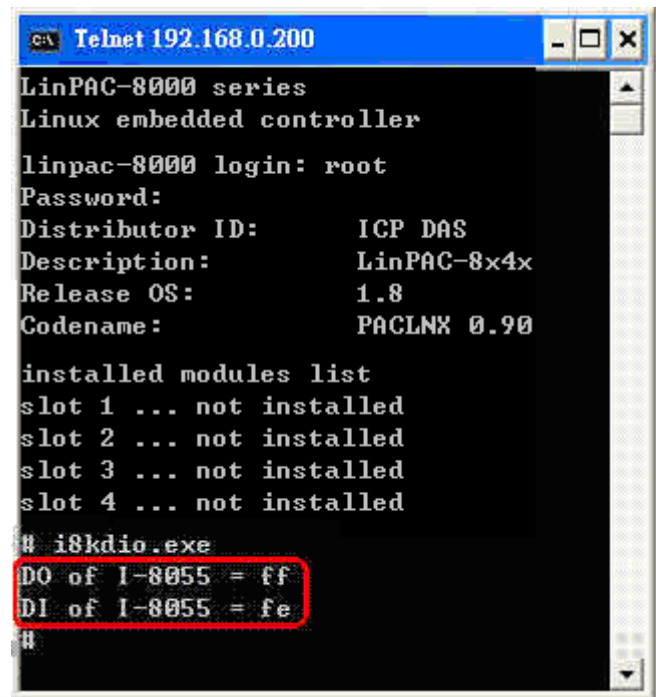 Telnet 192.168.0.200
LinPAC-8000 series
Linux embedded controller
linpac-8000 login: root
Password:
Distributor ID: ICP DAS
Description: LinPAC-8x4x
Release OS: 1.8
Codename: PACLNX 0.90
installed modules list
slot 1 ... not installed
slot 2 ... not installed
slot 3 ... not installed
slot 4 ... not installed
# i8kdio.exe
DO of I-8055 = ff
DI of I-8055 = fe
#